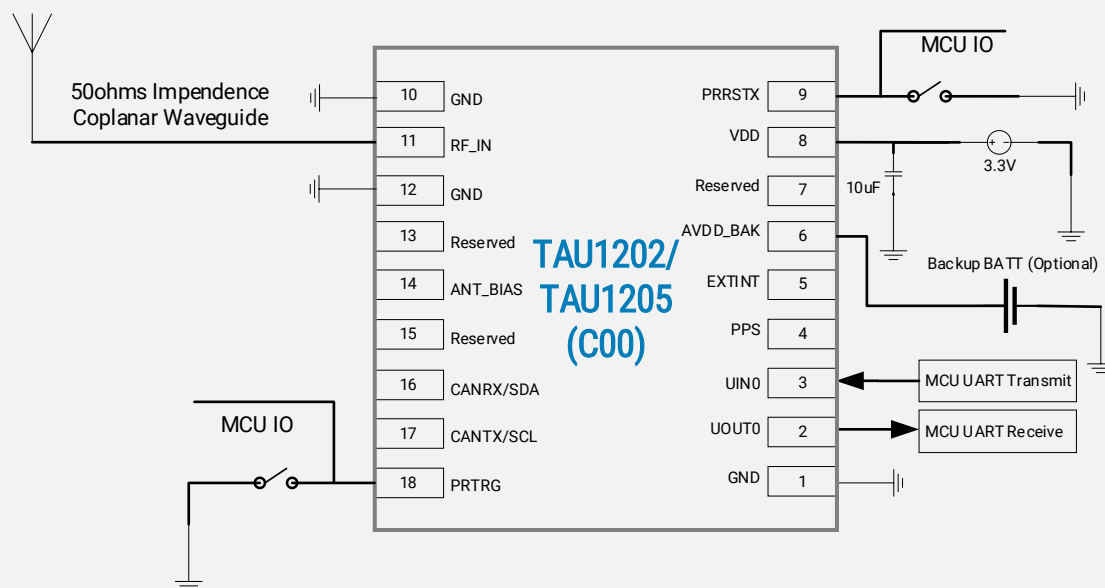 MCU IO
50ohms Impendence
Coplanar Waveguide
10 GND
11 RF_IN
12 GND
13 Reserved
14 ANT_BIAS
15 Reserved
16 CANRX/SDA
17 CANTX/SCL
18 PRTRG
MCU IO
TAU1202/
TAU1205
(C00)
PRRSTX 9
VDD 8
Reserved 7
AVDD_BAK 6
EXTINT 5
PPS 4
UIN0 3
UOUT0 2
GND 1
+ -
3.3V
10uF
Backup BATT (Optional)
MCU UART Transmit
MCU UART Receive